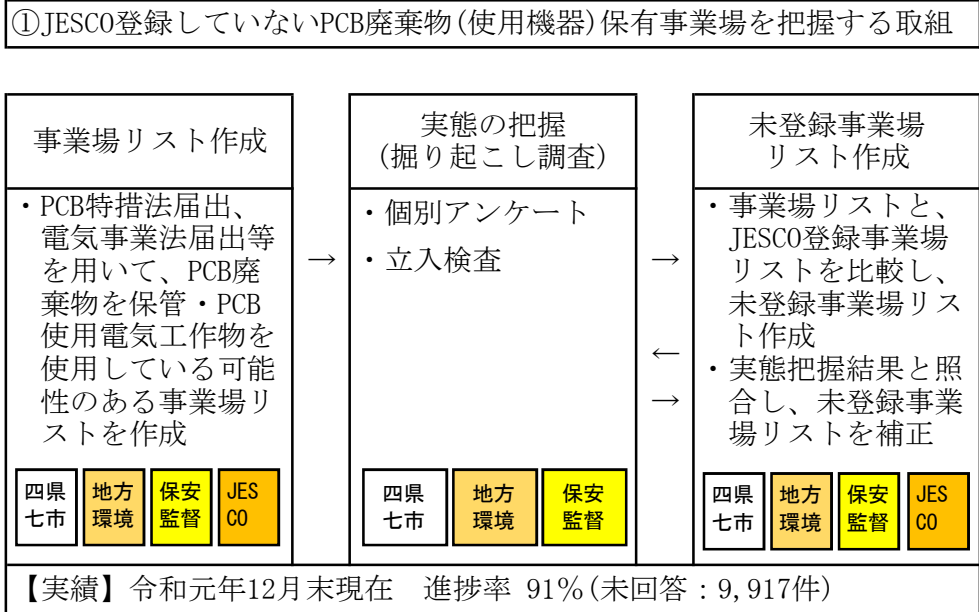 ①JESCO登録していないPCB廃棄物(使用機器)保有事業場を把握する取組
事業場リスト作成
・PCB特措法届出、
電気事業法届出等
を用いて、PCB廃
棄物を保管・PCB
使用電気工作物を
使用している可能
性のある事業場リ
ストを作成
四県
七市
地方
環境
保安
監督
JES
CO
→
実態の把握
(掘り起こし調査)
・個別アンケート
・立入検査
四県
七市
地方
環境
保安
監督
→
←
→
未登録事業場
リスト作成
・事業場リストと、
JESCO登録事業場
リストを比較し、
未登録事業場リス
ト作成
・実態把握結果と照
合し、未登録事業
場リストを補正
四県
七市
地方
環境
保安
監督
JES
CO
【実績】令和元年12月末現在　進捗率 91%(未回答：9,917件)